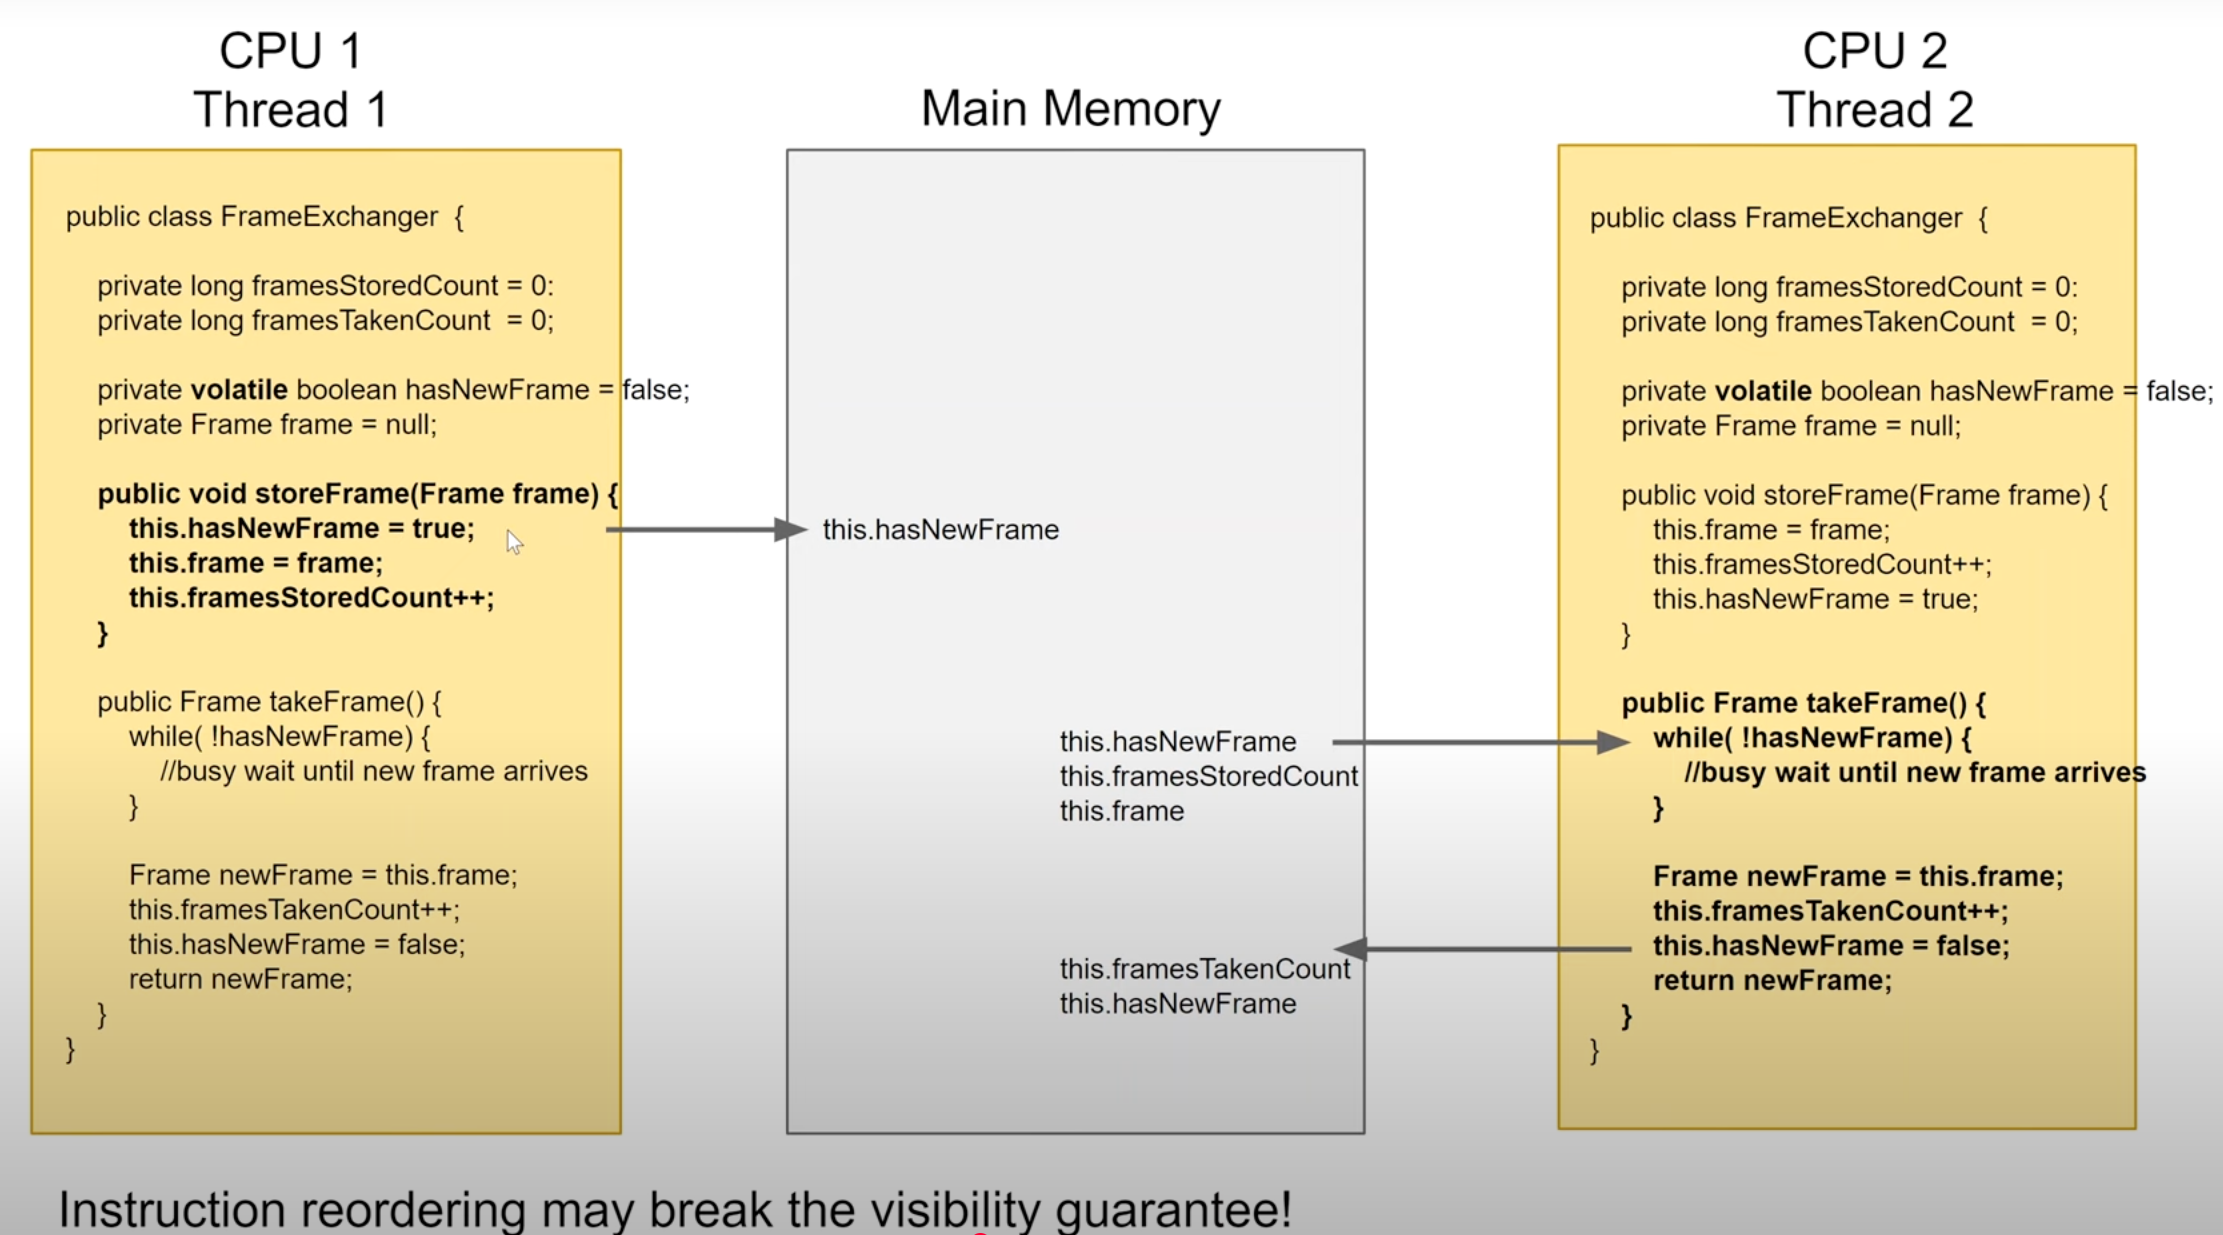 CPU 1
Thread 1
public class FrameExchanger {
private long framesStoredCount = 0:
private long framesTakenCount = 0;
private volatile boolean hasNewFrame = false;
private Frame frame = null;
public void storeFrame(Frame frame) {
this.hasNewFrame = true;
this.frame = frame;
this.framesStoredCount++;
}
public Frame takeFrame() {
while( !hasNewFrame) {
//busy wait until new frame arrives
}
Frame newFrame = this.frame;
this.framesTakenCount++;
this.hasNewFrame = false;
return newFrame;
}
}
Main Memory
this.hasNewFrame
this.hasNewFrame
this.framesStoredCount
this.frame
this.framesTakenCount
this.hasNewFrame
CPU 2
Thread 2
public class FrameExchanger {
private long framesStoredCount = 0:
private long framesTakenCount = 0;
private volatile boolean hasNewFrame = false;
private Frame frame = null;
public void storeFrame(Frame frame) {
this.frame = frame;
this.framesStoredCount++;
this.hasNewFrame = true;
}
public Frame takeFrame() {
while( !hasNewFrame) {
//busy wait until new frame arrives
}
Frame newFrame = this.frame;
this.framesTakenCount++;
this.hasNewFrame = false;
return newFrame;
}
}
Instruction reordering may break the visibility guarantee!